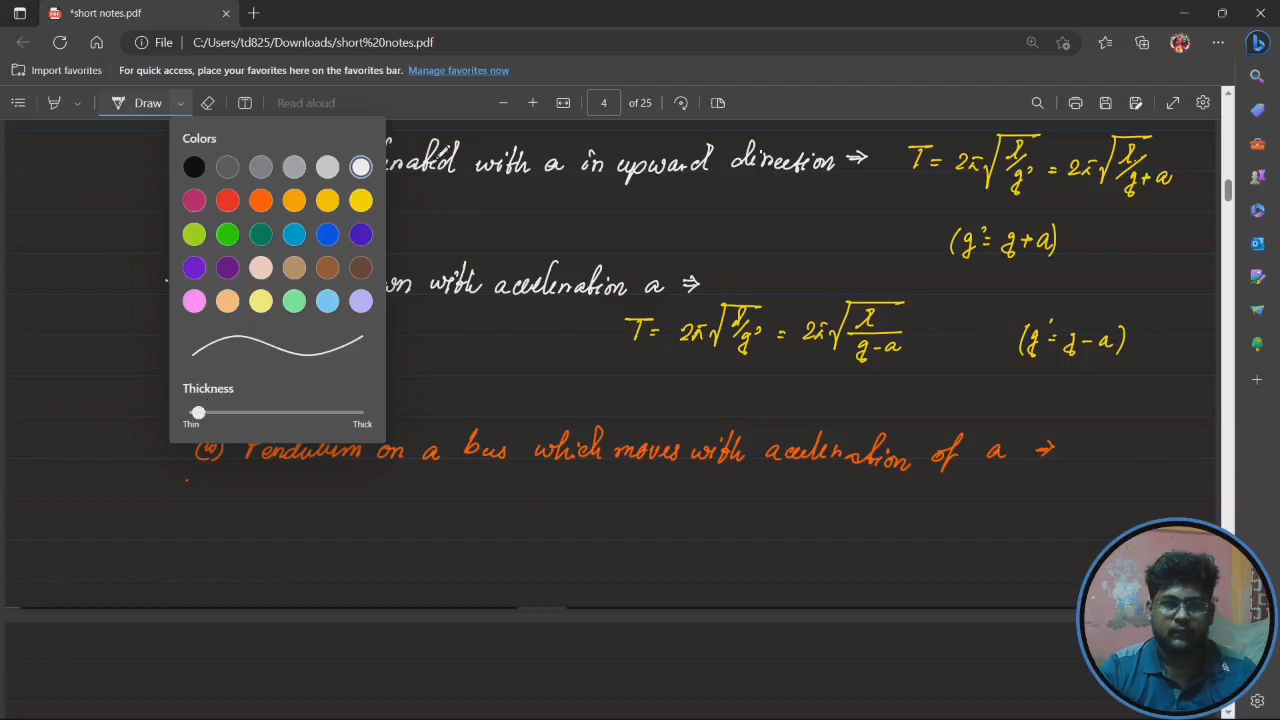 *short notes.pdf
File C:/Users/td825/Downloads/short%20notes.pdf
Import favorites For quick access, place your favorites here on the favorites bar. Manage favorites now
Draw Read aloud 4 of 25
Colors
with a in upward direction ⇒ T = 2π√l/g' = 2π√l/g+a
(g' = g+a)
with acceleration a ⇒
T = 2π√l/g' = 2π√l/g-a (g' = g-a)
Thickness
Thin Thick
Pendulum on a bus which moves with acceleration of a ⇒